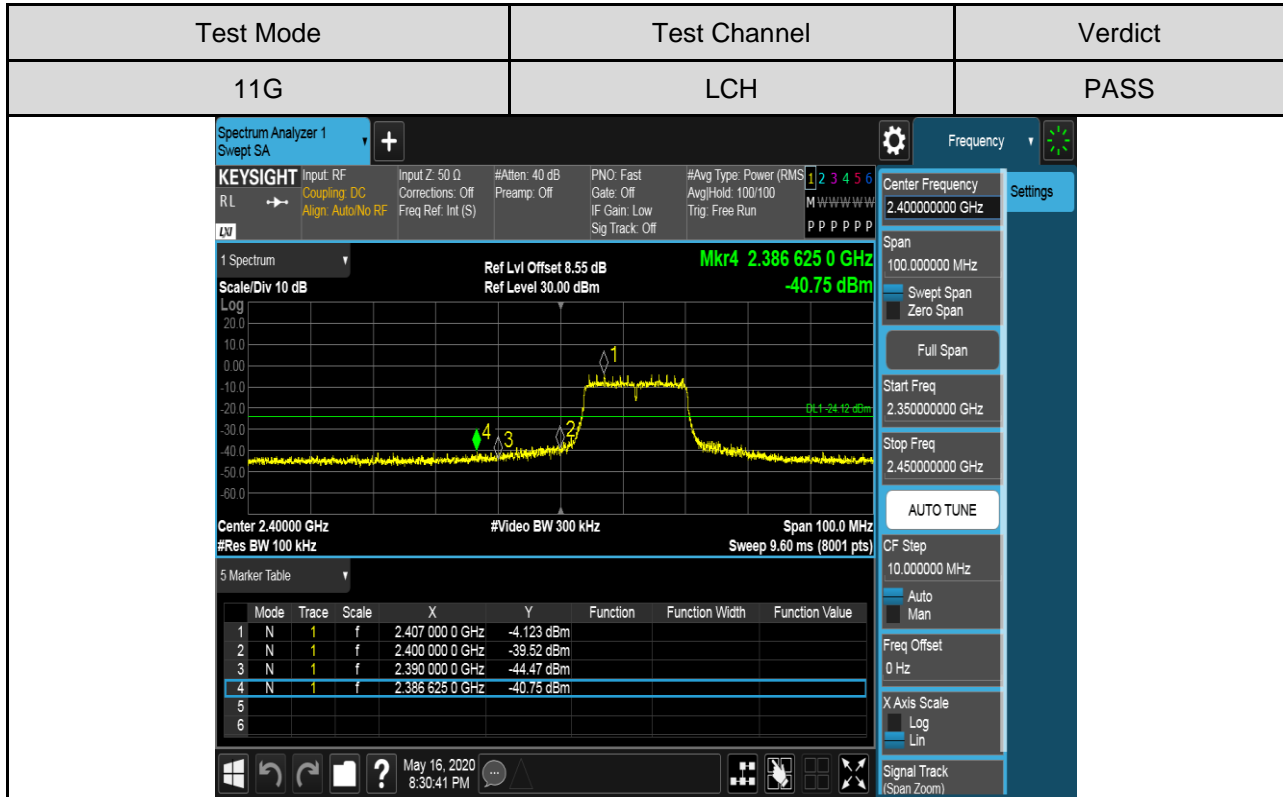 Test Mode Test Channel Verdict
11G LCH PASS
Spectrum Analyzer 1
Swept SA
+
Frequency
KEYSIGHT Input: RF Input Z: 50 Ω #Atten: 40 dB PNO: Fast #Avg Type: Power (RMS 1 2 3 4 5 6
RL Coupling: DC Corrections: Off Preamp: Off Gate: Off Avg|Hold: 100/100 M W W W W W
Align: Auto/No RF Freq Ref: Int (S) IF Gain: Low Trig: Free Run
LXI Sig Track: Off P P P P P P
1 Spectrum Ref Lvl Offset 8.55 dB Mkr4 2.386 625 0 GHz
Scale/Div 10 dB Ref Level 30.00 dBm -40.75 dBm
Log
20.0
10.0
0.00
-10.0
-20.0
-30.0
-40.0
-50.0
-60.0
1
DL1 -24.12 dBm
4 3 2
Center 2.40000 GHz #Video BW 300 kHz Span 100.0 MHz
#Res BW 100 kHz Sweep 9.60 ms (8001 pts)
5 Marker Table
Mode Trace Scale X Y Function Function Width Function Value
1 N 1 f 2.407 000 0 GHz -4.123 dBm
2 N 1 f 2.400 000 0 GHz -39.52 dBm
3 N 1 f 2.390 000 0 GHz -44.47 dBm
4 N 1 f 2.386 625 0 GHz -40.75 dBm
5
6
?
May 16, 2020
8:30:41 PM
Center Frequency
2.400000000 GHz
Settings
Span
100.000000 MHz
Swept Span
Zero Span
Full Span
Start Freq
2.350000000 GHz
Stop Freq
2.450000000 GHz
AUTO TUNE
CF Step
10.000000 MHz
Auto
Man
Freq Offset
0 Hz
X Axis Scale
Log
Lin
Signal Track
(Span Zoom)